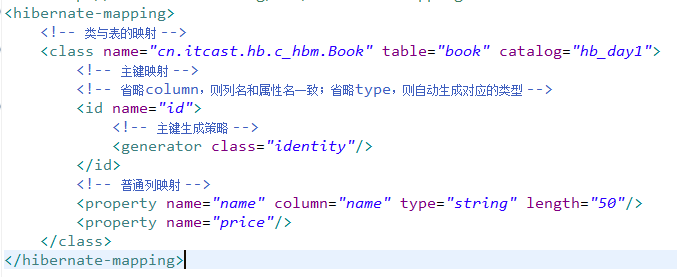 <hibernate-mapping>
<!-- 类与表的映射 -->
<class name="cn.itcast.hb.c_hbm.Book" table="book" catalog="hb_day1">
<!-- 主键映射 -->
<!-- 省略column，则列名和属性名一致；省略type，则自动生成对应的类型 -->
<id name="id">
<!-- 主键生成策略 -->
<generator class="identity"/>
</id>
<!-- 普通列映射 -->
<property name="name" column="name" type="string" length="50"/>
<property name="price"/>
</class>
</hibernate-mapping>